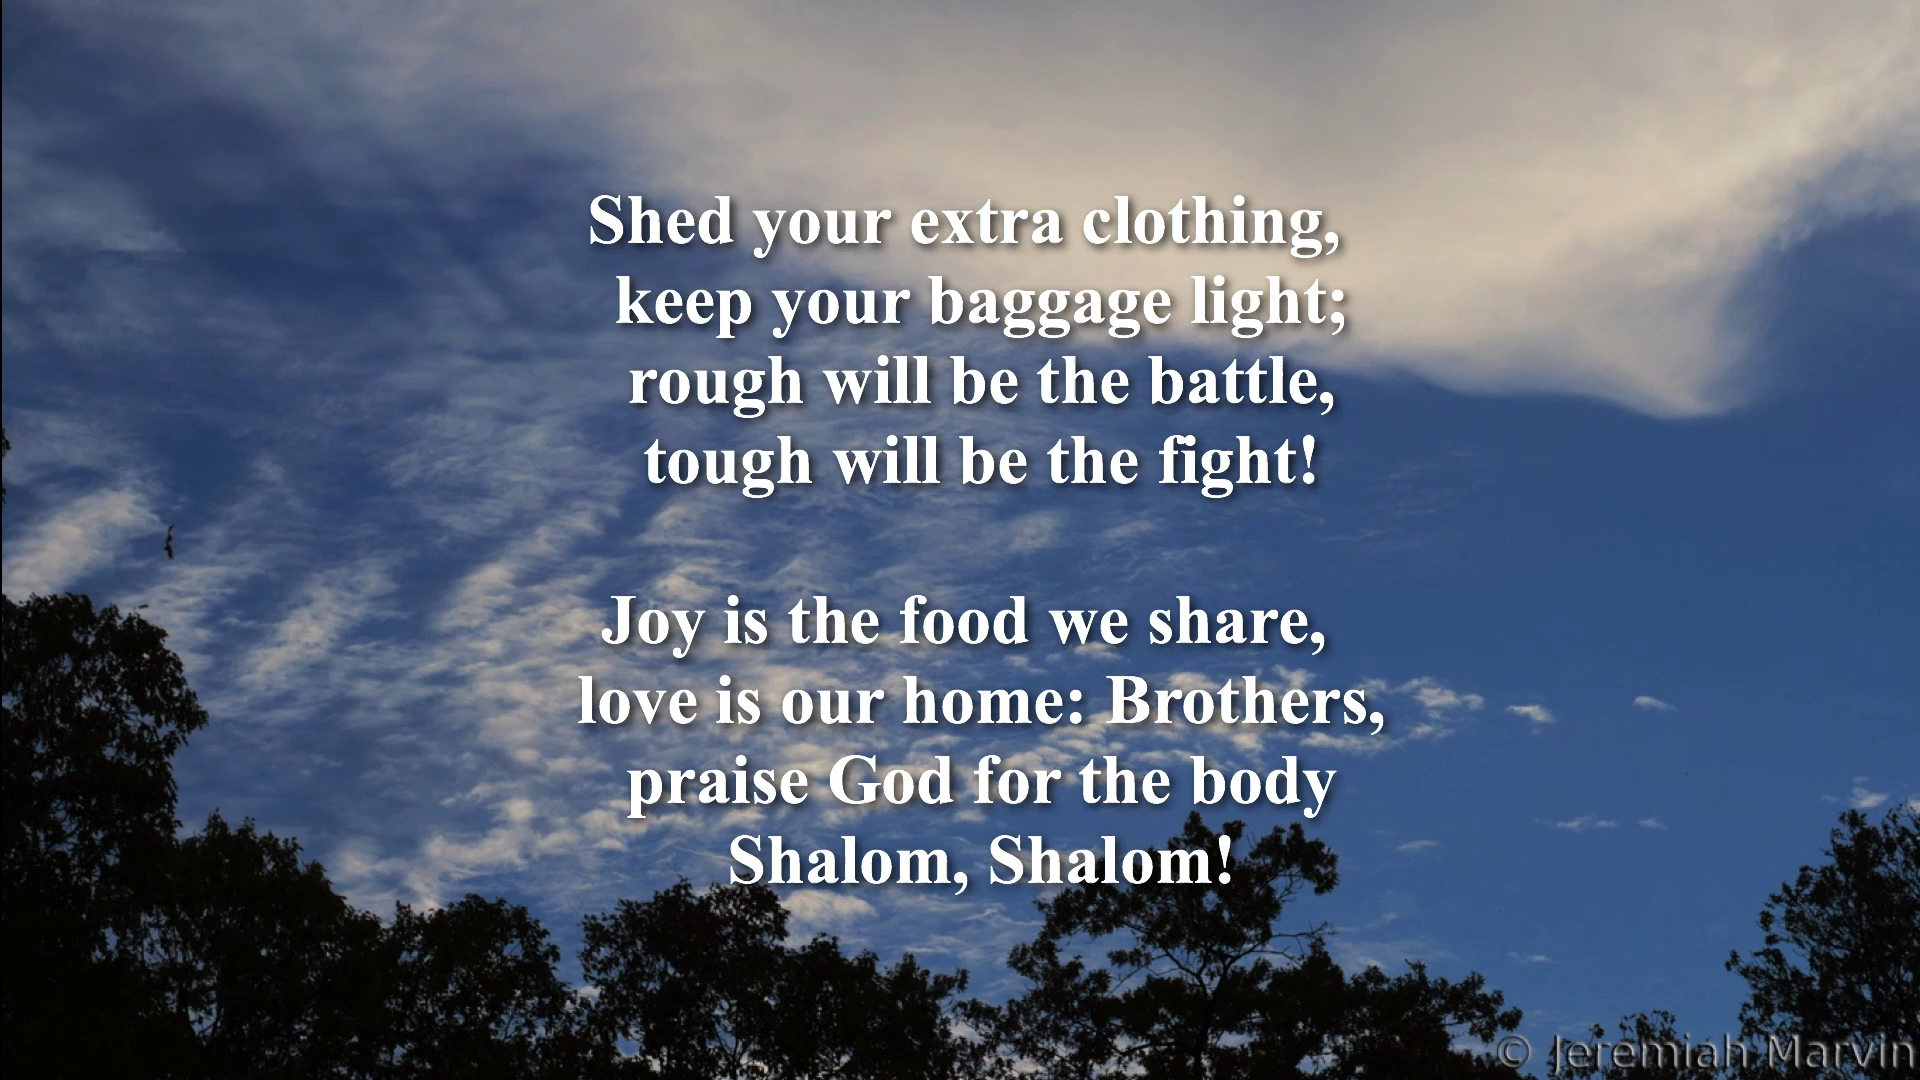 Shed your extra clothing,
keep your baggage light;
rough will be the battle,
tough will be the fight!
Joy is the food we share,
love is our home: Brothers,
praise God for the body
Shalom, Shalom!
© Jeremiah Marvin